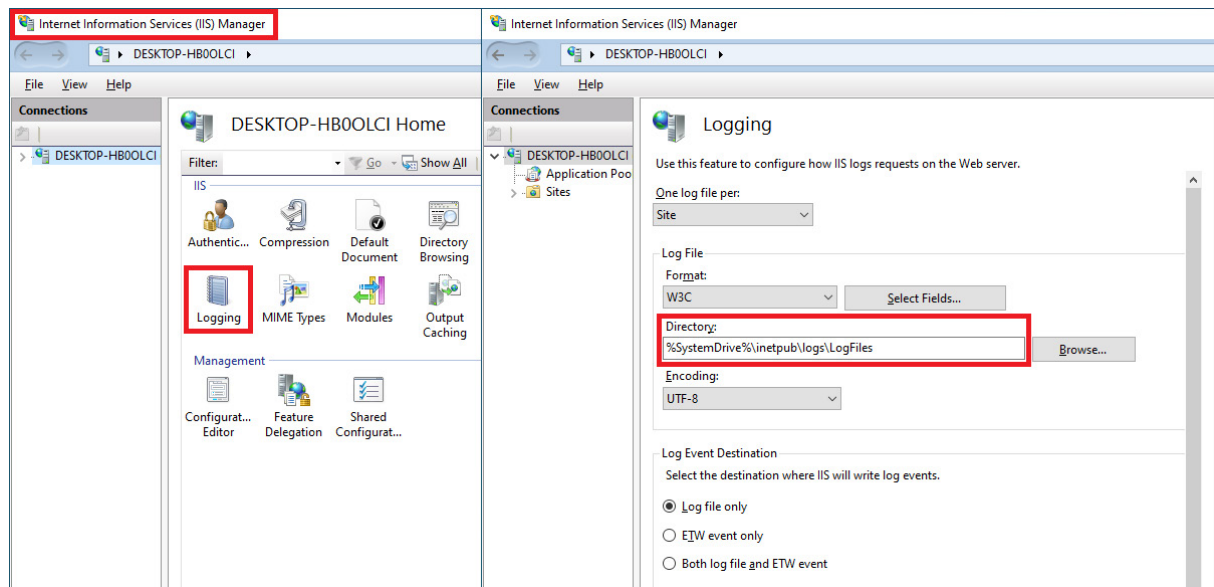 Internet Information Services (IIS) Manager
DESKTOP-HB0OLCI
File View Help
Connections
DESKTOP-HB0OLCI
DESKTOP-HB0OLCI Home
Filter: Go Show All
IIS
Authentic... Compression Default Document Directory Browsing
Logging MIME Types Modules Output Caching
Management
Configurat... Editor Feature Delegation Shared Configurat...
Internet Information Services (IIS) Manager
DESKTOP-HB0OLCI
File View Help
Connections
DESKTOP-HB0OLCI
Application Poo
Sites
Logging
Use this feature to configure how IIS logs requests on the Web server.
One log file per:
Site
Log File
Format:
W3C Select Fields...
Directory:
%SystemDrive%\inetpub\logs\LogFiles Browse...
Encoding:
UTF-8
Log Event Destination
Select the destination where IIS will write log events.
Log file only
ETW event only
Both log file and ETW event